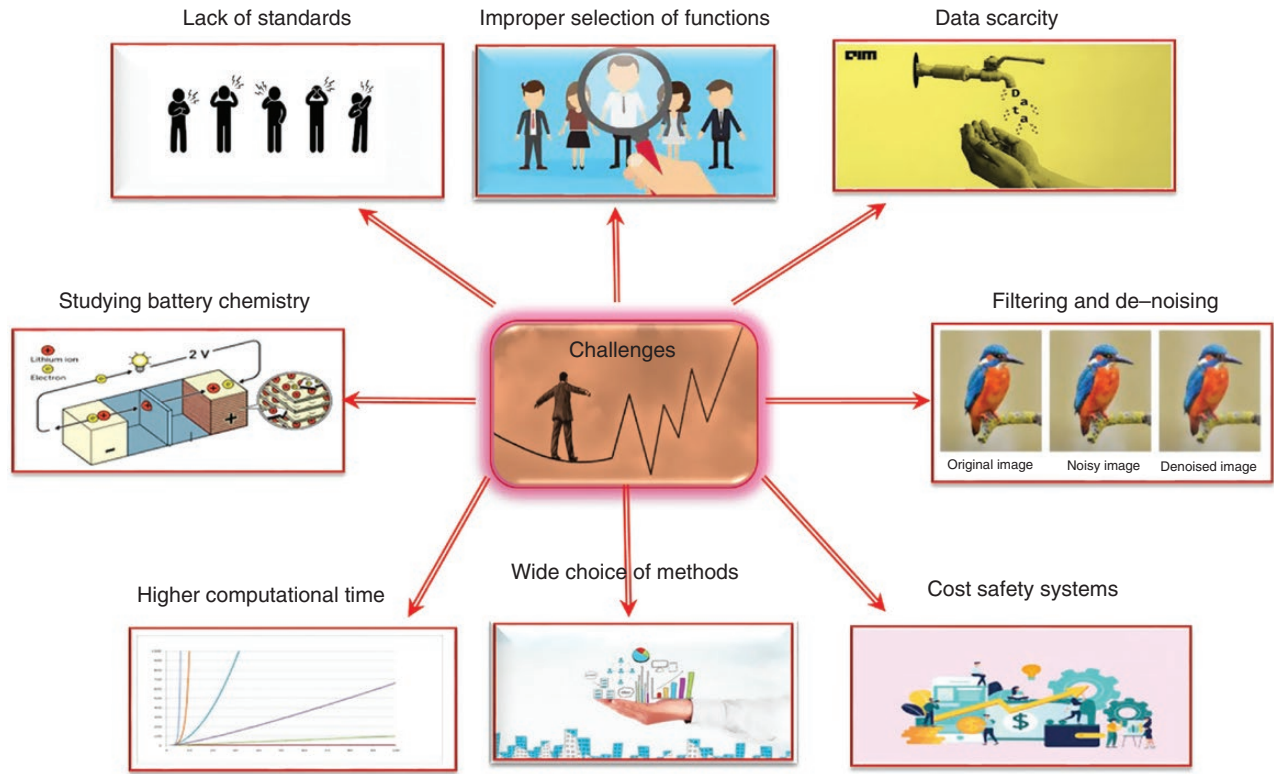 Lack of standards
Improper selection of functions
Data scarcity
Data
Studying battery chemistry
Lithium ion
Electron
2 V
+
-
Challenges
Filtering and de–noising
Original image
Noisy image
Denoised image
Higher computational time
Wide choice of methods
Cost safety systems
$